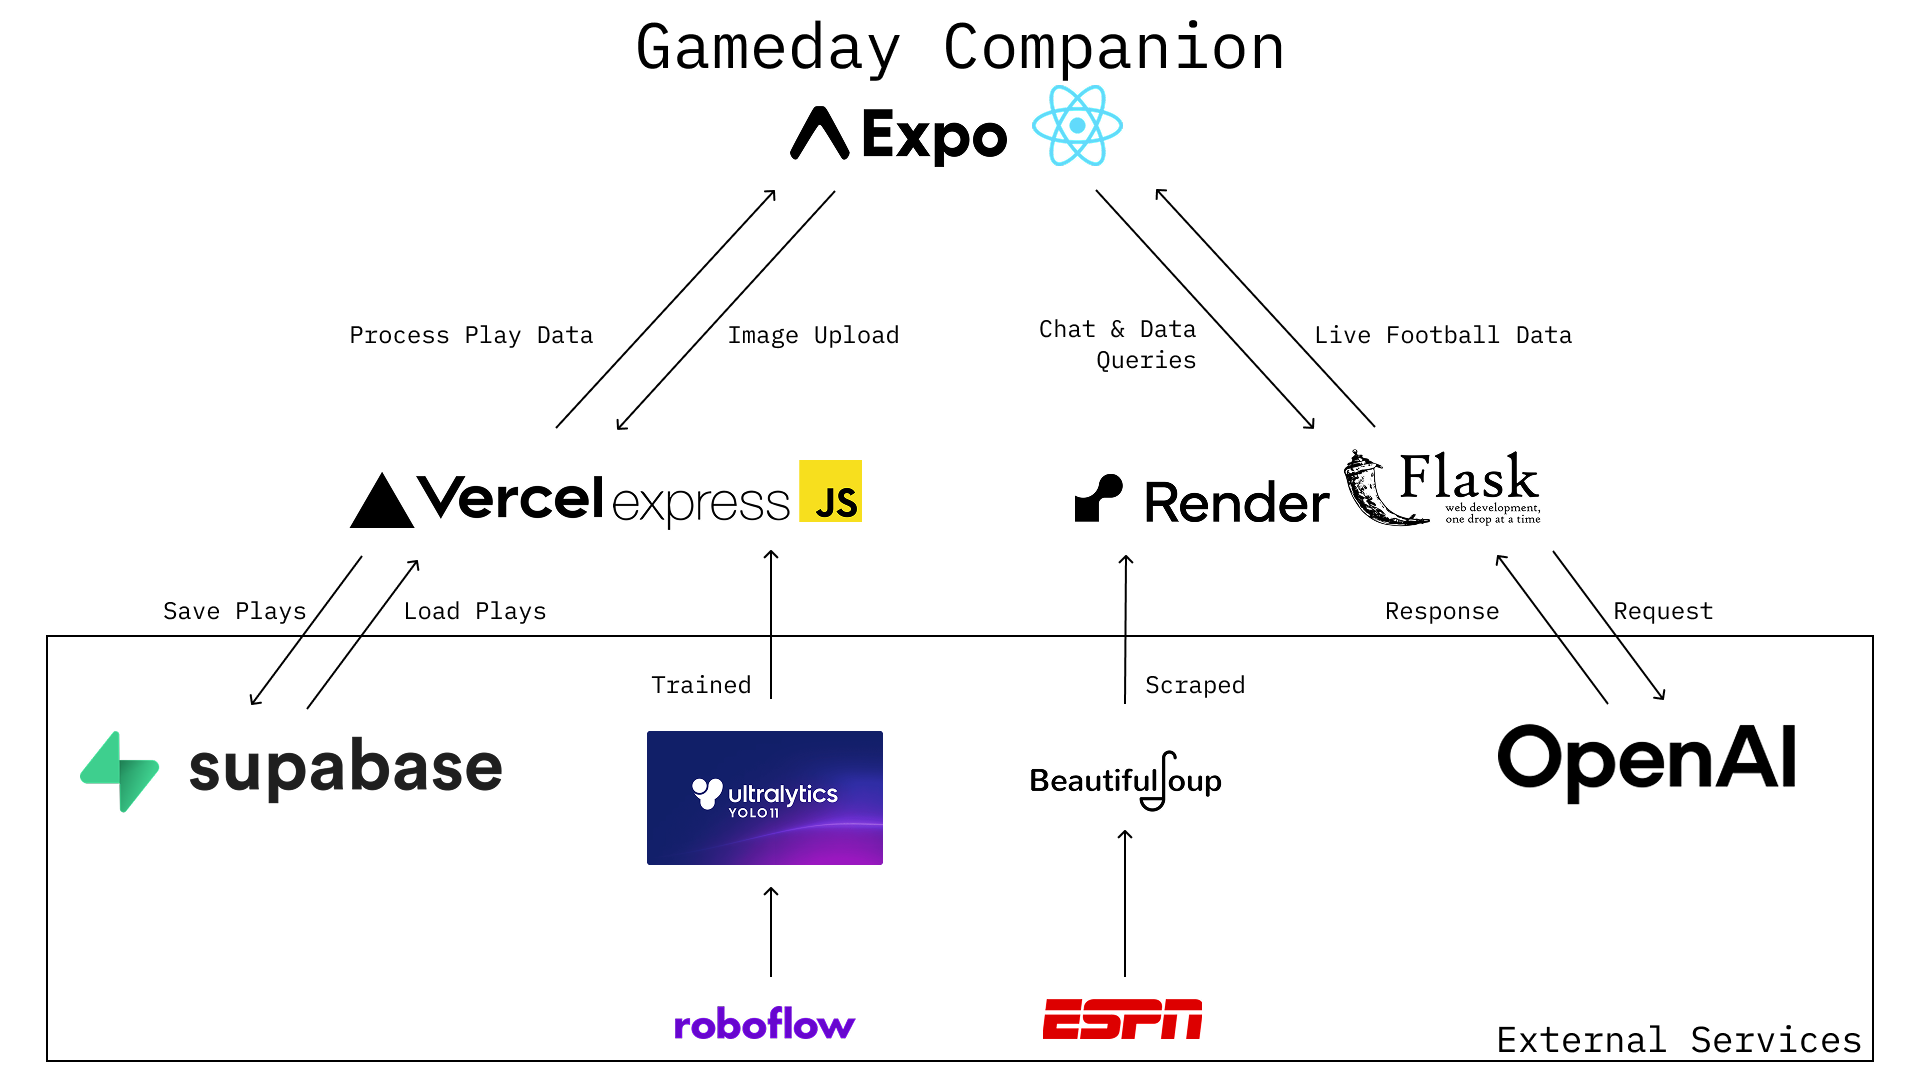 Gameday Companion
Expo
Process Play Data
Image Upload
Chat & Data
Queries
Live Football Data
Vercel express JS
Render
Flask
web development,
one drop at a time
Save Plays
Load Plays
Response
Request
Trained
Scraped
supabase
ultralytics
YOLO11
BeautifulSoup
OpenAI
roboflow
ESPN
External Services